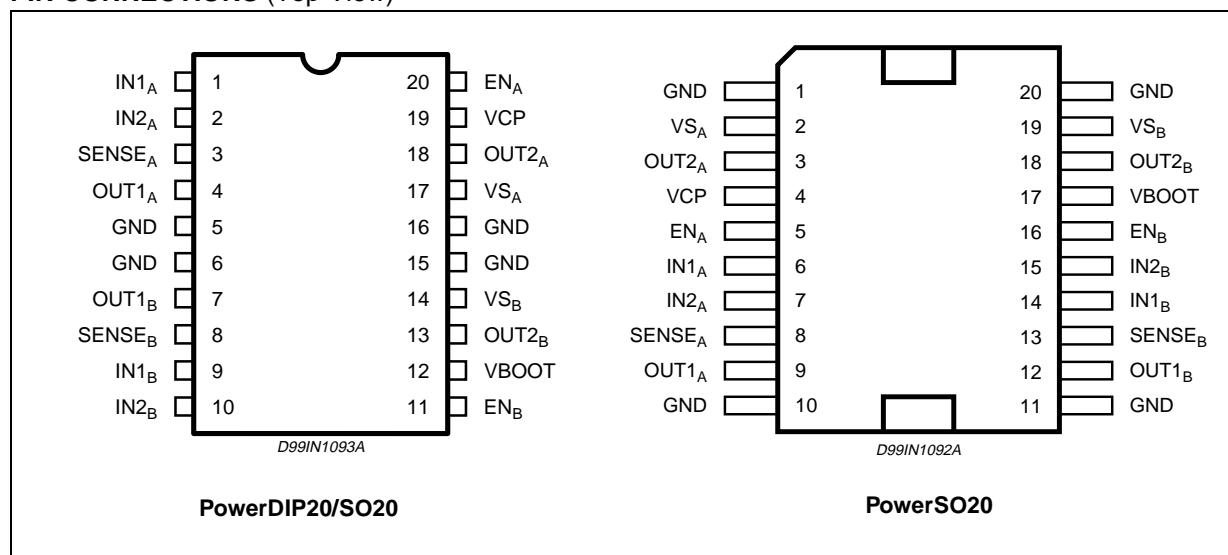 PIN CONNECTIONS (Top View)
IN1A 1 20 ENA
IN2A 2 19 VCP
SENSEA 3 18 OUT2A
OUT1A 4 17 VSA
GND 5 16 GND
GND 6 15 GND
OUT1B 7 14 VSB
SENSEB 8 13 OUT2B
IN1B 9 12 VBOOT
IN2B 10 11 ENB
D99IN1093A
PowerDIP20/SO20
GND 1 20 GND
VSA 2 19 VSB
OUT2A 3 18 OUT2B
VCP 4 17 VBOOT
ENA 5 16 ENB
IN1A 6 15 IN2B
IN2A 7 14 IN1B
SENSEA 8 13 SENSEB
OUT1A 9 12 OUT1B
GND 10 11 GND
D99IN1092A
PowerSO20